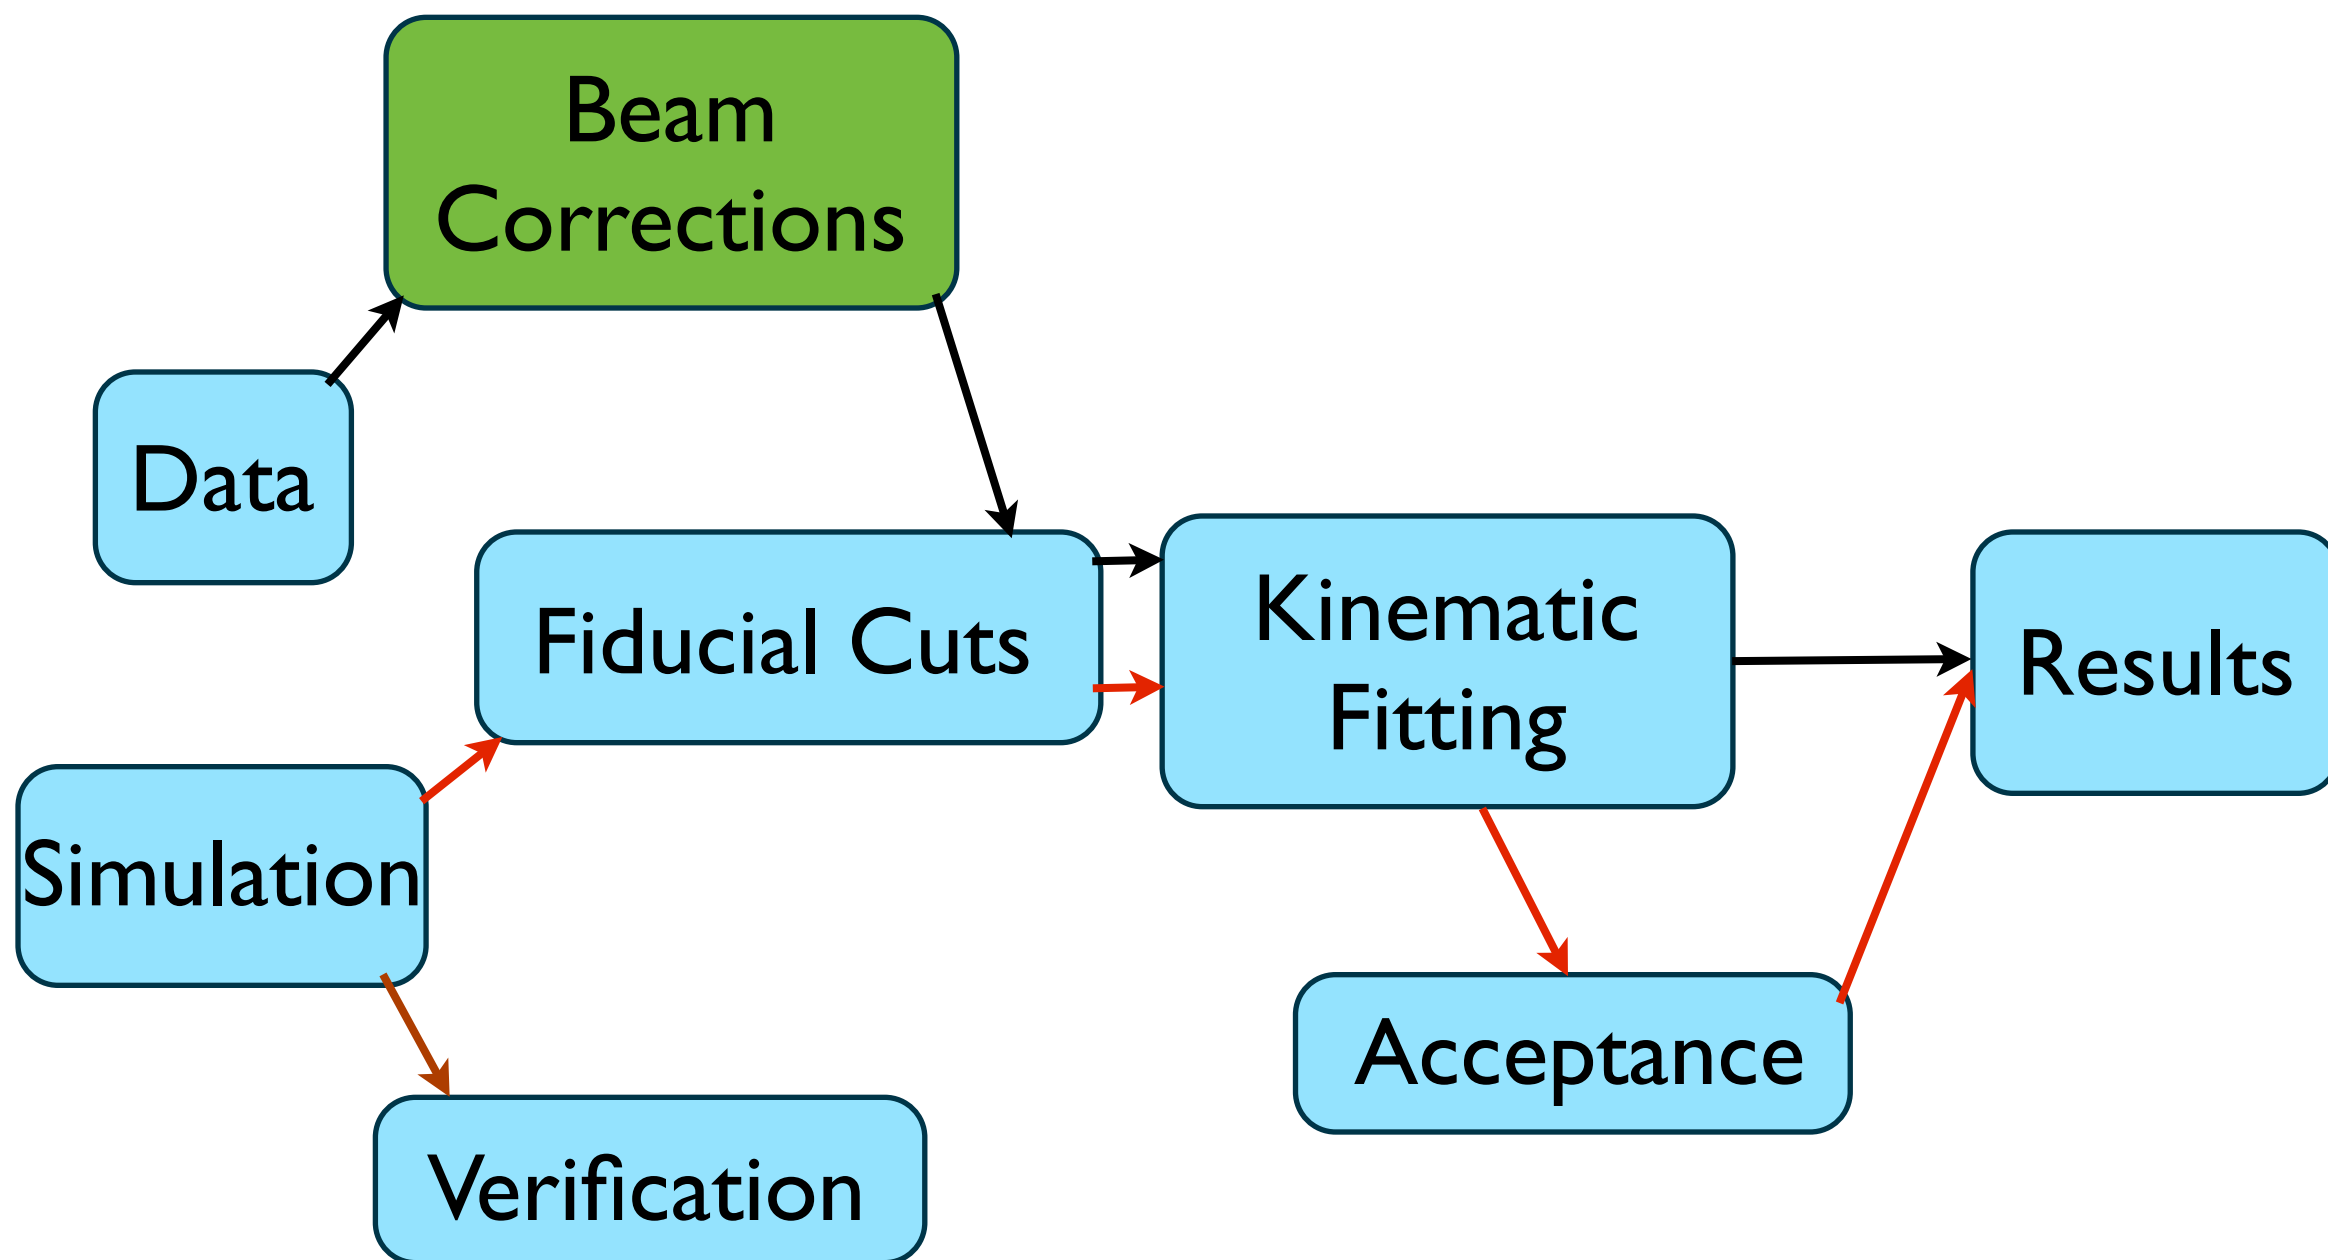 Beam
Corrections
Data
Fiducial Cuts
Kinematic
Fitting
Results
Simulation
Acceptance
Verification